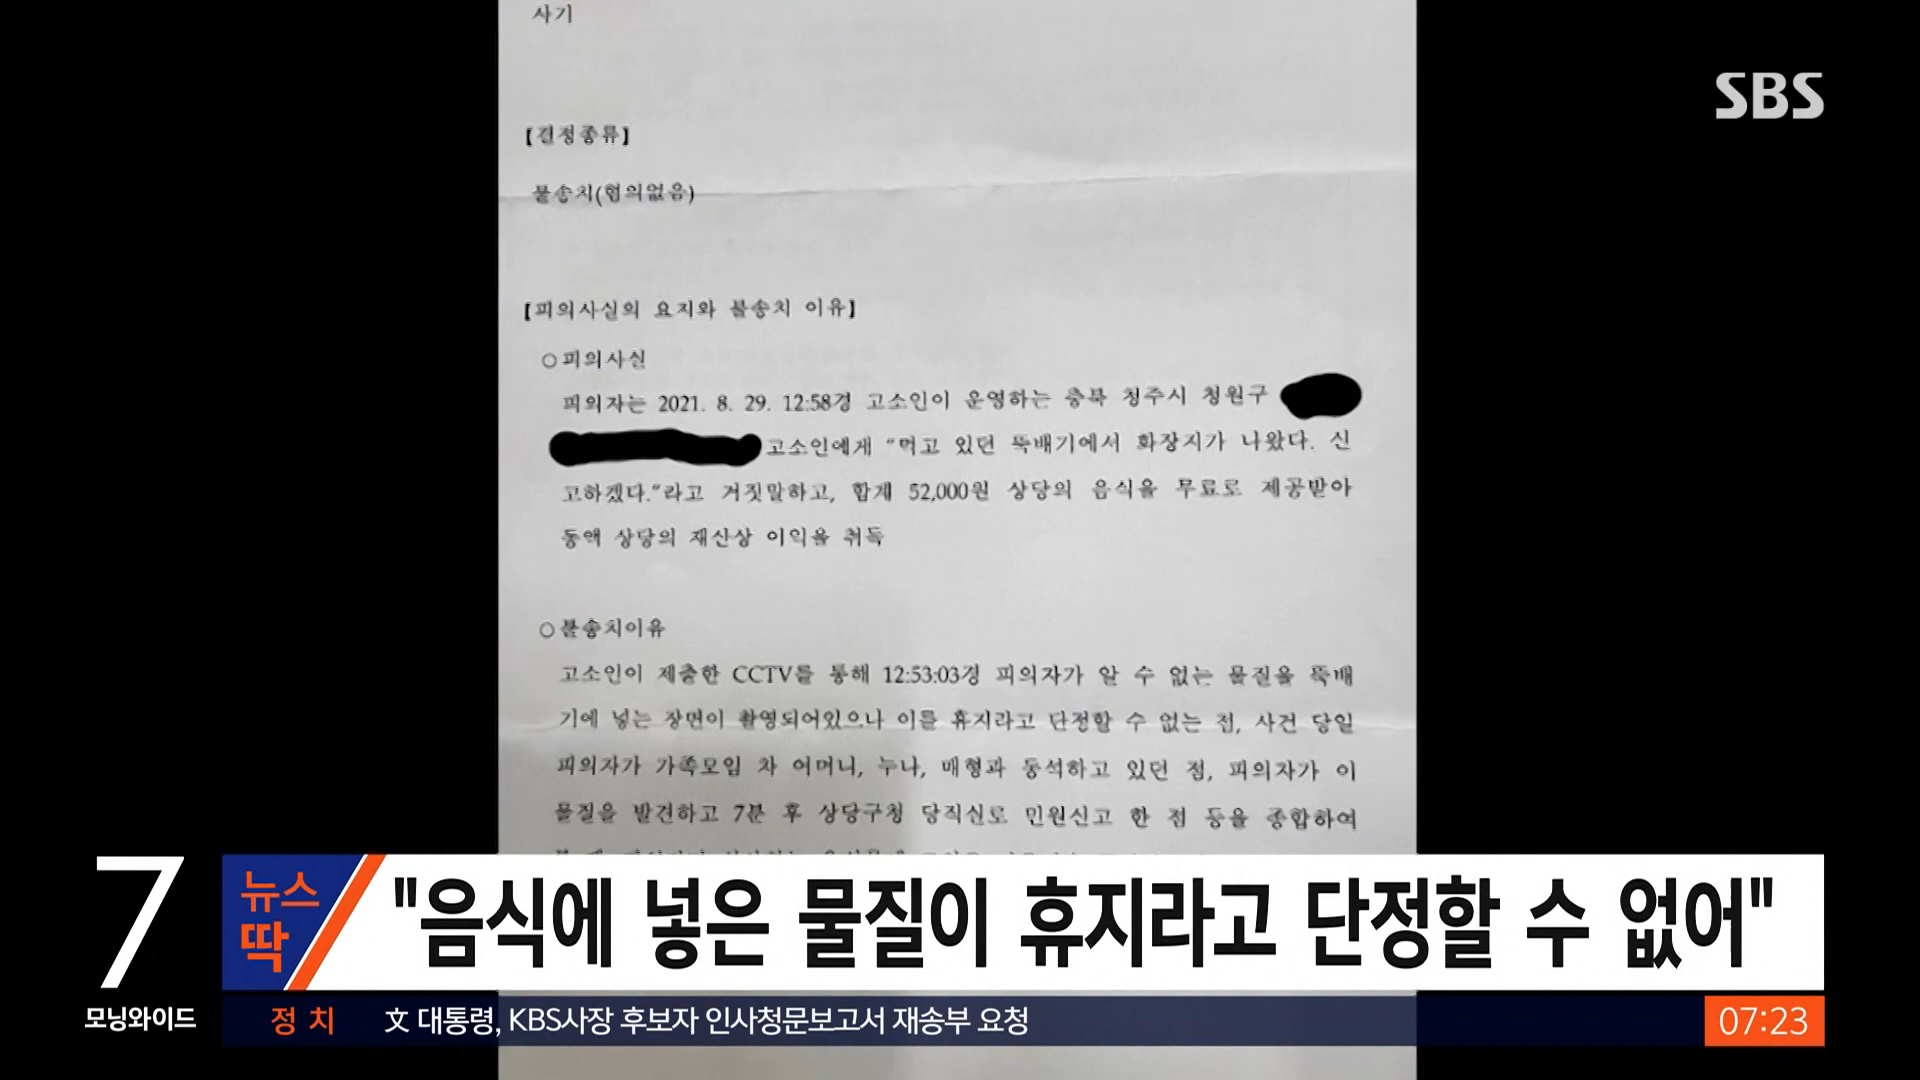 사기
SBS
【결정종류】
불송치(혐의없음)
【피의사실의 요지와 불송치 이유】
○피의사실
피의자는 2021. 8. 29. 12:58경 고소인이 운영하는 충북 청주시 청원구
고소인에게 "먹고 있던 뚝배기에서 화장지가 나왔다. 신
고하겠다."라고 거짓말하고, 합계 52,000원 상당의 음식을 무료로 제공받아
동액 상당의 재산상 이익을 취득
○불송치이유
고소인이 제출한 CCTV를 통해 12:53:03경 피의자가 알 수 없는 물질을 뚝배
기에 넣는 장면이 촬영되어있으나 이를 휴지라고 단정할 수 없는 점, 사건 당일
피의자가 가족모임 차 어머니, 누나, 매형과 동석하고 있던 점, 피의자가 이
물질을 발견하고 7분 후 상당구청 당직실로 민원신고 한 점 등을 종합하여
7
모닝와이드
뉴스
딱
"음식에 넣은 물질이 휴지라고 단정할 수 없어"
정치
文 대통령, KBS사장 후보자 인사청문보고서 재송부 요청
07:23